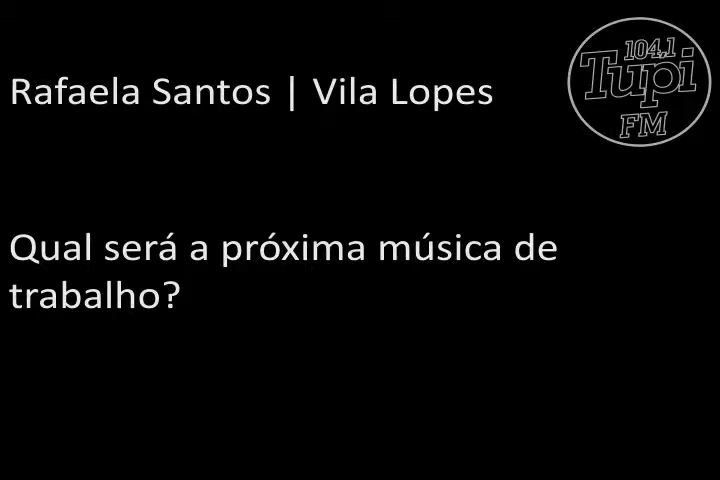 104,1
Tupi
FM
Rafaela Santos | Vila Lopes
Qual será a próxima música de
trabalho?